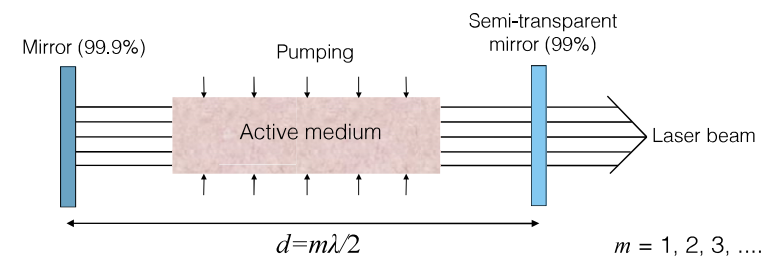 Semi-transparent
mirror (99%)
Mirror (99.9%)
Pumping
Active medium
Laser beam
d=mλ/2
m = 1, 2, 3, ....